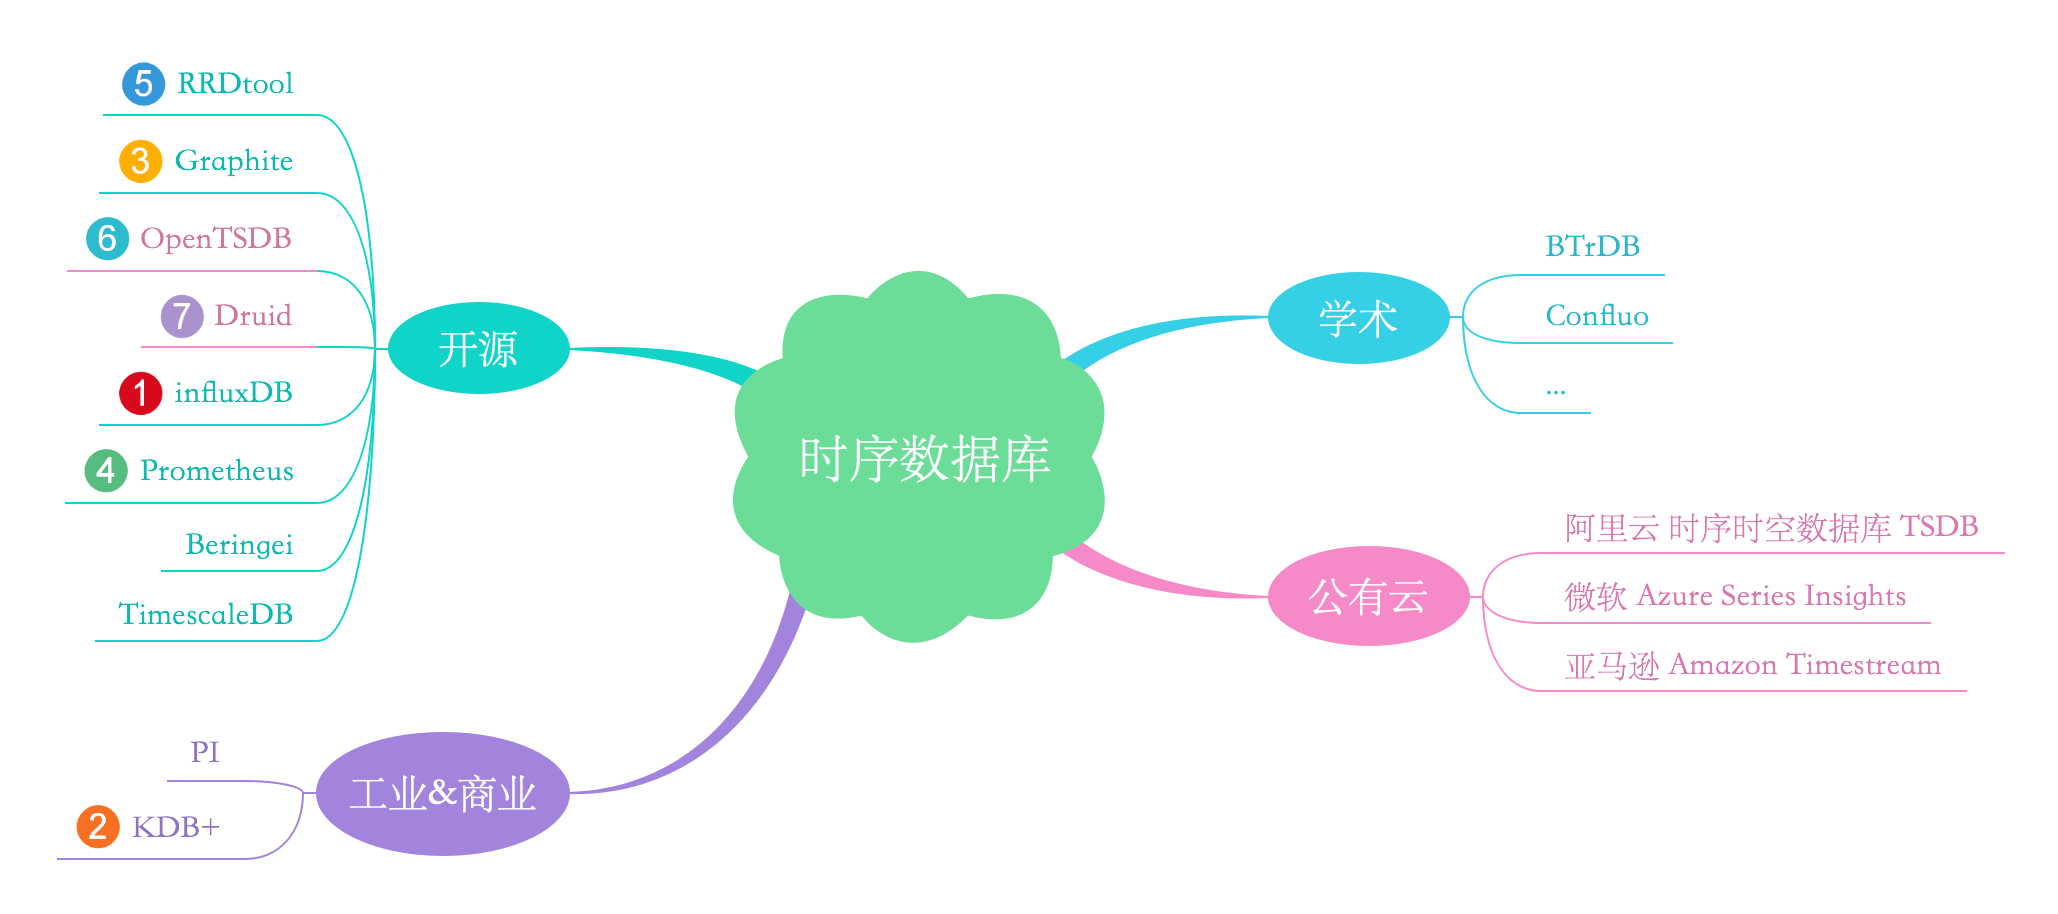 时序数据库
开源
5 RRDtool
3 Graphite
6 OpenTSDB
7 Druid
1 influxDB
4 Prometheus
Beringei
TimescaleDB
工业&商业
PI
2 KDB+
学术
BTrDB
Confluo
...
公有云
阿里云 时序时空数据库 TSDB
微软 Azure Series Insights
亚马逊 Amazon Timestream